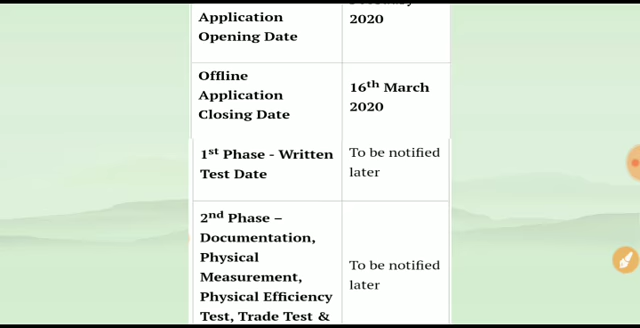 Application
Opening Date
2020
Offline
Application
Closing Date
16th March
2020
1st Phase - Written
Test Date
To be notified
later
2nd Phase –
Documentation,
Physical
Measurement,
Physical Efficiency
Test, Trade Test &
To be notified
later